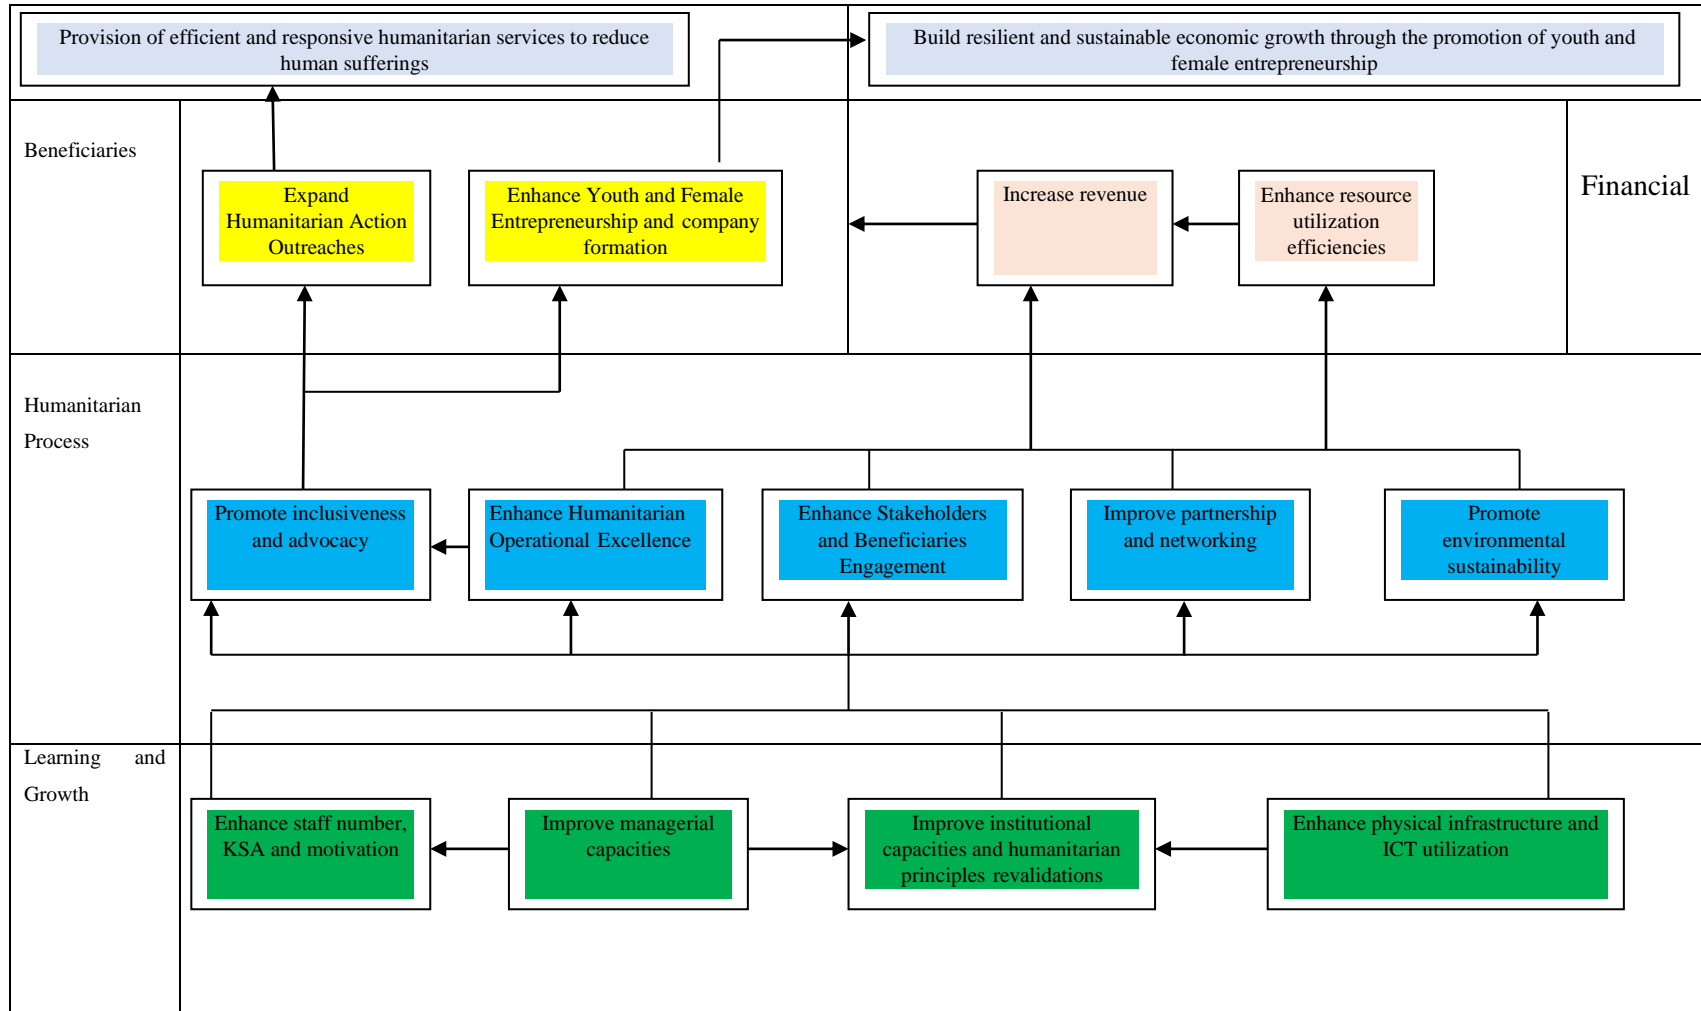 Provision of efficient and responsive humanitarian services to reduce
human sufferings
Build resilient and sustainable economic growth through the promotion of youth and
female entrepreneurship
Beneficiaries
Expand
Humanitarian Action
Outreaches
Enhance Youth and Female
Entrepreneurship and company
formation
Increase revenue
Enhance resource
utilization
efficiencies
Financial
Humanitarian
Process
Promote inclusiveness
and advocacy
Enhance Humanitarian
Operational Excellence
Enhance Stakeholders
and Beneficiaries
Engagement
Improve partnership
and networking
Promote
environmental
sustainability
Learning and
Growth
Enhance staff number,
KSA and motivation
Improve managerial
capacities
Improve institutional
capacities and humanitarian
principles revalidations
Enhance physical infrastructure and
ICT utilization